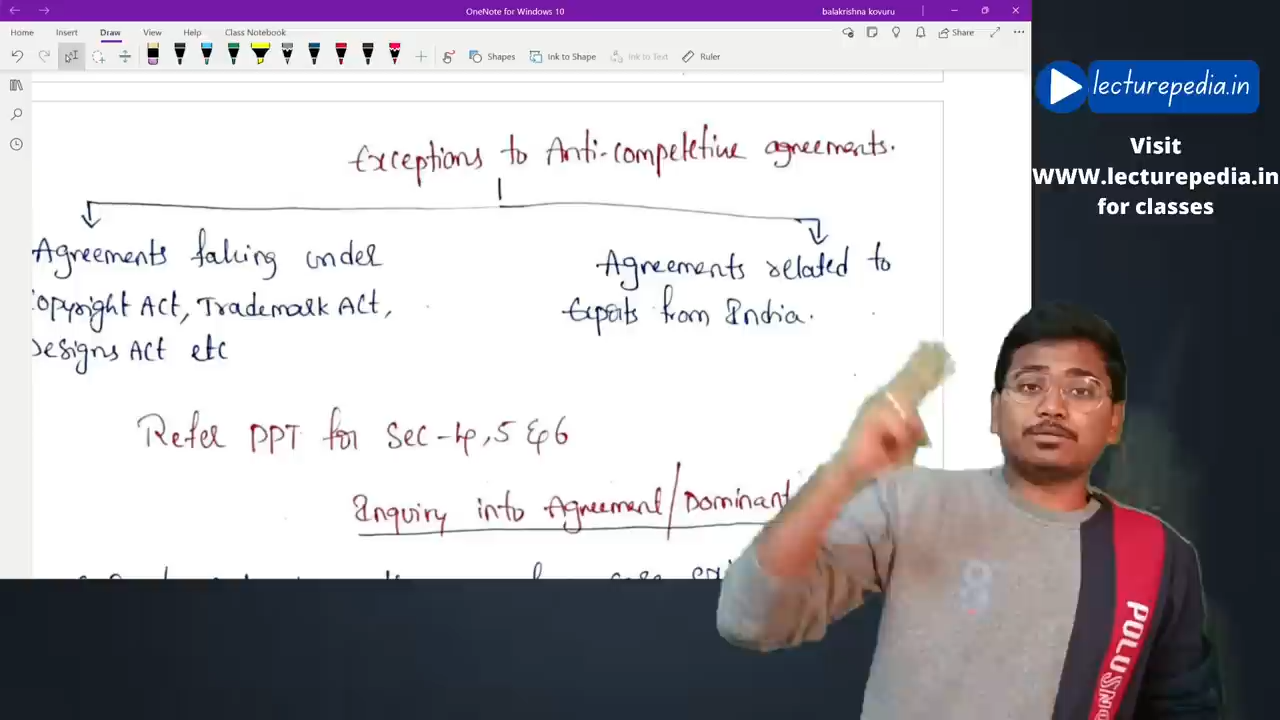 OneNote for Windows 10
balakrishna kovuru
Home Insert Draw View Help Class Notebook
Share
Shapes Ink to Shape Ink to Text Ruler
Exceptions to Anti-competetive agreements.
Agreements falling under
opyright Act, Trademark Act,
Designs Act etc
Agreements related to
Exports from India.
Refer PPT for Sec-4, 5 & 6
Enquiry into Agreement/Dominant
lecturepedia.in
Visit
WWW.lecturepedia.in
for classes
POLU